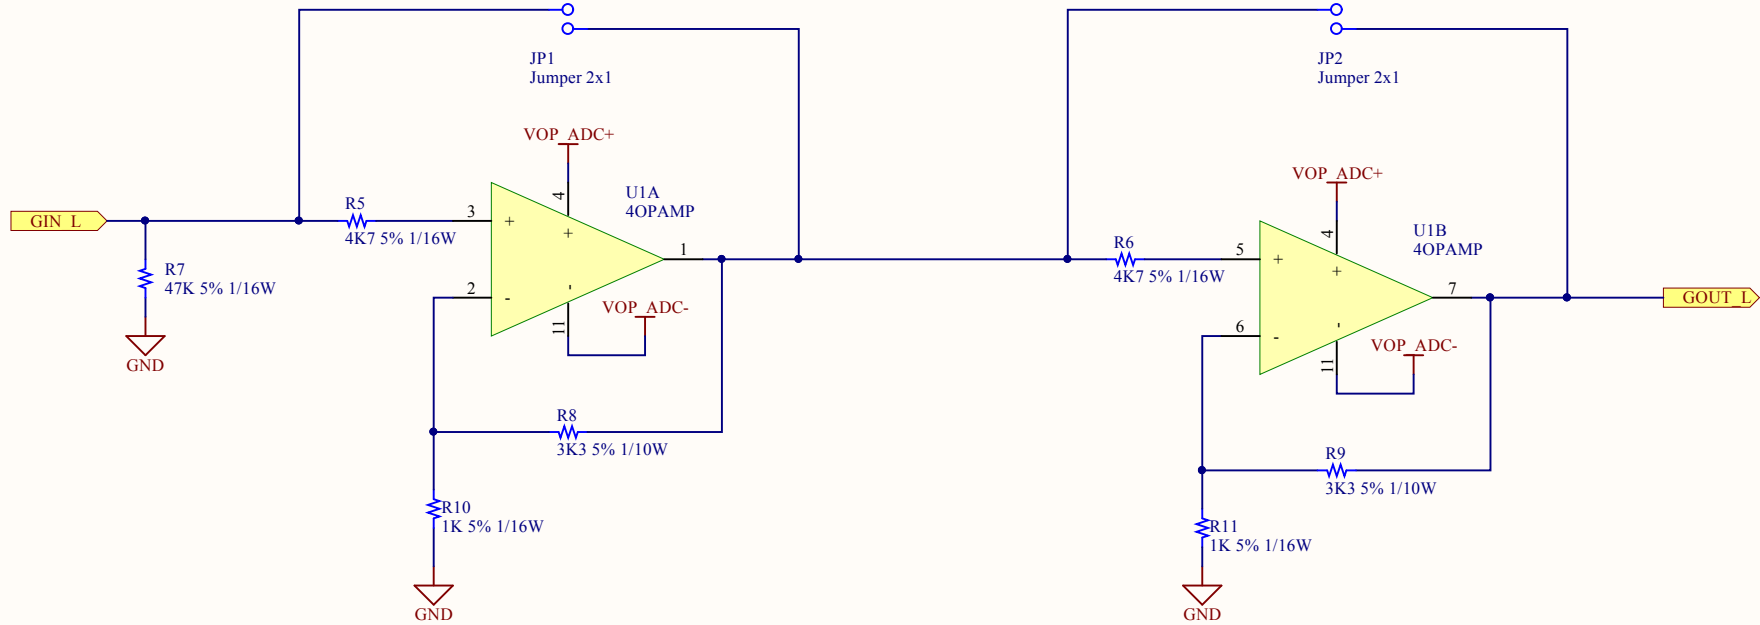 JP1
Jumper 2x1
JP2
Jumper 2x1
VOP_ADC+
VOP_ADC+
GIN_L
R5
4K7 5% 1/16W
3
+
4
+
U1A
4OPAMP
1
R7
47K 5% 1/16W
2
-
-
11
VOP_ADC-
GND
R6
4K7 5% 1/16W
5
+
4
+
U1B
4OPAMP
7
GOUT_L
6
-
-
11
VOP_ADC-
R8
3K3 5% 1/10W
R9
3K3 5% 1/10W
R10
1K 5% 1/16W
R11
1K 5% 1/16W
GND
GND